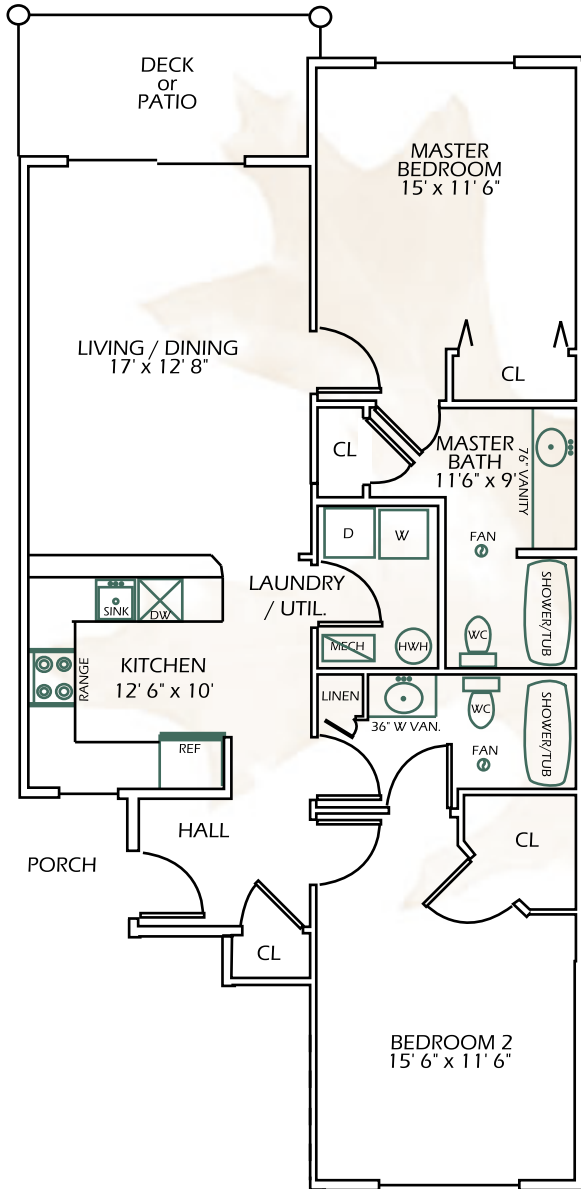 DECK
or
PATIO
MASTER
BEDROOM
15' x 11' 6"
LIVING / DINING
17' x 12' 8"
CL
CL
MASTER
BATH
11'6" x 9'
76" VANITY
FAN
D
W
LAUNDRY
/ UTIL.
SINK
DW
WC
SHOWER/TUB
MECH
HWH
RANGE
KITCHEN
12' 6" x 10'
LINEN
36" W VAN.
WC
SHOWER/TUB
REF
FAN
HALL
PORCH
CL
CL
BEDROOM 2
15' 6" x 11' 6"